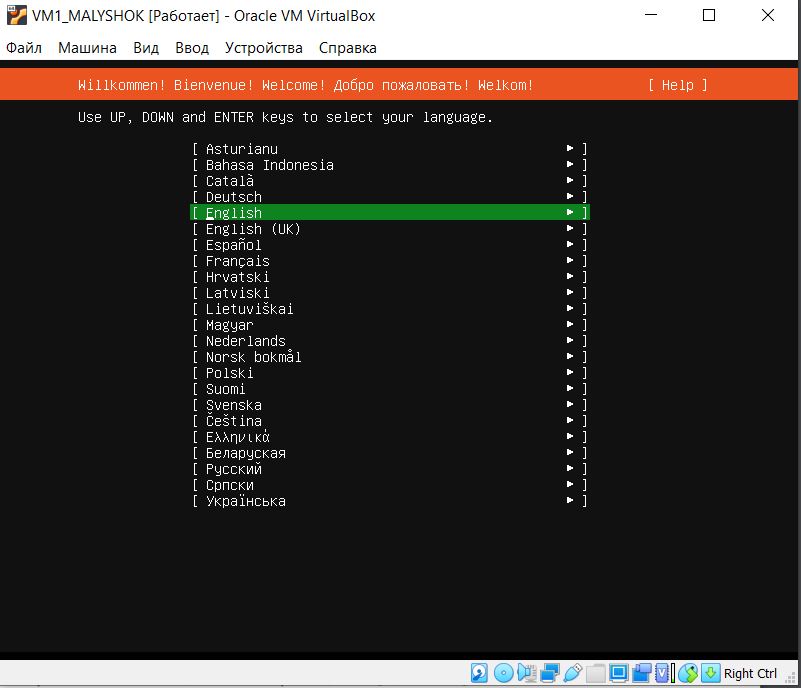 VM1_MALYSHOK [Работает] - Oracle VM VirtualBox
Файл Машина Вид Ввод Устройства Справка
Willkommen! Bienvenue! Welcome! Добро пожаловать! Welkom! [ Help ]
Use UP, DOWN and ENTER keys to select your language.
[ Asturianu ► ]
[ Bahasa Indonesia ► ]
[ Català ► ]
[ Deutsch ► ]
[ English ► ]
[ English (UK) ► ]
[ Español ► ]
[ Français ► ]
[ Hrvatski ► ]
[ Latviski ► ]
[ Lietuviškai ► ]
[ Magyar ► ]
[ Nederlands ► ]
[ Norsk bokmål ► ]
[ Polski ► ]
[ Suomi ► ]
[ Svenska ► ]
[ Čeština ► ]
[ Ελληνικά ► ]
[ Беларуская ► ]
[ Русский ► ]
[ Српски ► ]
[ Українська ► ]
Right Ctrl